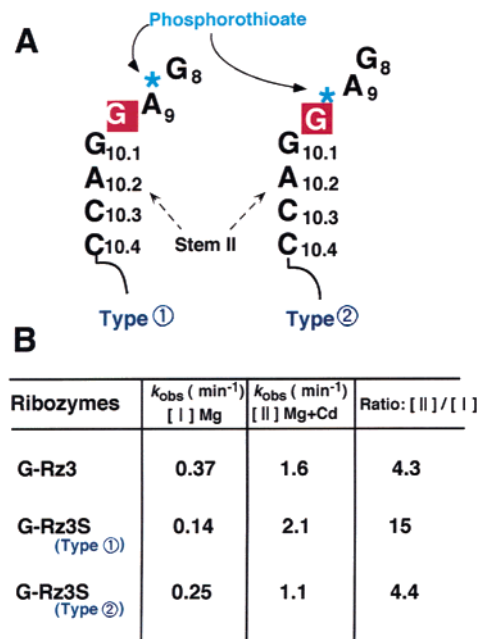 A
Phosphorothioate
* G8
G A9
G10.1
A10.2
C10.3
C10.4
Type ①
Stem II
G8
* A9
G
G10.1
A10.2
C10.3
C10.4
Type ②
B
Ribozymes
kobs ( min-1)
[ I ] Mg
kobs (min-1)
[ II ] Mg+Cd
Ratio: [ II ] / [ I ]
G-Rz3 0.37 1.6 4.3
G-Rz3S 0.14 2.1 15
(Type ①)
G-Rz3S 0.25 1.1 4.4
(Type ②)